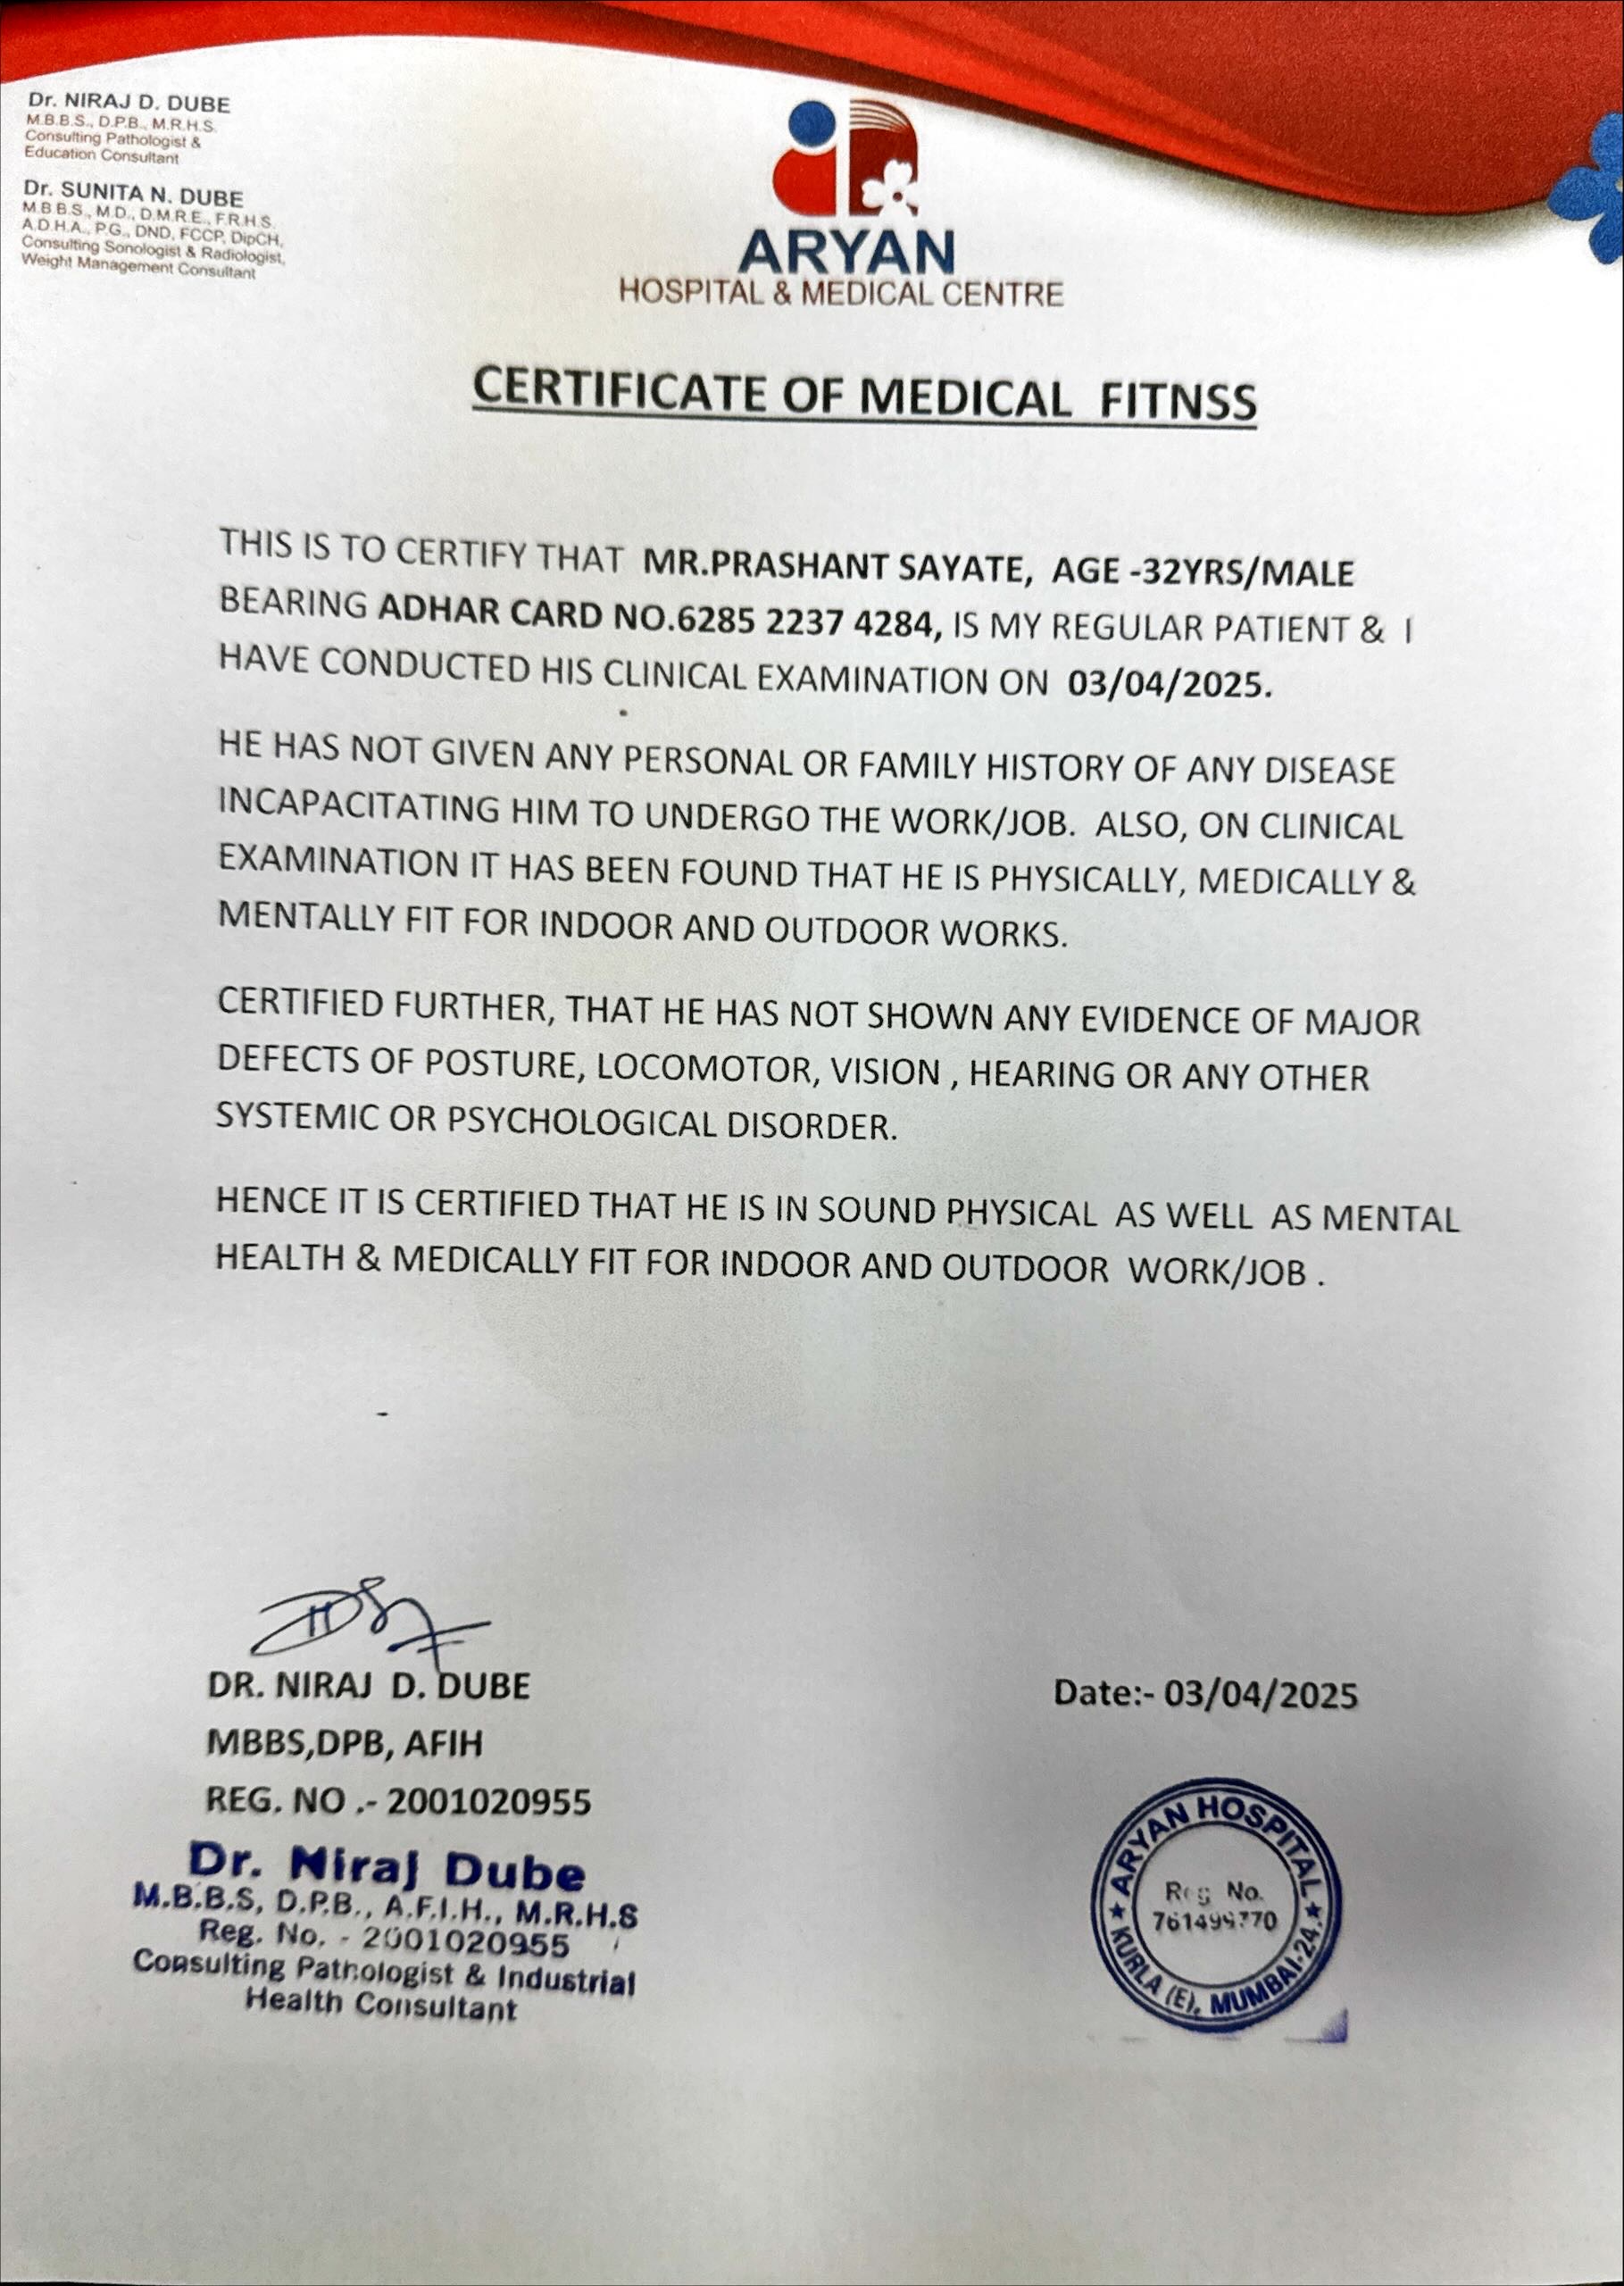 Dr. NIRAJ D. DUBE
M.B.B.S., D.P.B., M.R.H.S.
Consulting Pathologist &
Education Consultant
Dr. SUNITA N. DUBE
M.B.B.S., M.D., D.M.R.E., F.R.H.S.
A.D.H.A., P.G., DND, FCCP, DipCH,
Consulting Sonologist & Radiologist,
Weight Management Consultant
ARYAN
HOSPITAL & MEDICAL CENTRE
CERTIFICATE OF MEDICAL FITNSS
THIS IS TO CERTIFY THAT MR.PRASHANT SAYATE, AGE -32YRS/MALE
BEARING ADHAR CARD NO.6285 2237 4284, IS MY REGULAR PATIENT & I
HAVE CONDUCTED HIS CLINICAL EXAMINATION ON 03/04/2025.
HE HAS NOT GIVEN ANY PERSONAL OR FAMILY HISTORY OF ANY DISEASE
INCAPACITATING HIM TO UNDERGO THE WORK/JOB. ALSO, ON CLINICAL
EXAMINATION IT HAS BEEN FOUND THAT HE IS PHYSICALLY, MEDICALLY &
MENTALLY FIT FOR INDOOR AND OUTDOOR WORKS.
CERTIFIED FURTHER, THAT HE HAS NOT SHOWN ANY EVIDENCE OF MAJOR
DEFECTS OF POSTURE, LOCOMOTOR, VISION , HEARING OR ANY OTHER
SYSTEMIC OR PSYCHOLOGICAL DISORDER.
HENCE IT IS CERTIFIED THAT HE IS IN SOUND PHYSICAL AS WELL AS MENTAL
HEALTH & MEDICALLY FIT FOR INDOOR AND OUTDOOR WORK/JOB .
DR. NIRAJ D. DUBE
MBBS,DPB, AFIH
REG. NO .- 2001020955
Dr. Niraj Dube
M.B.B.S, D.P.B., A.F.I.H., M.R.H.S
Reg. No. - 2001020955
Consulting Pathologist & Industrial
Health Consultant
Date:- 03/04/2025
ARYAN HOSPITAL
Reg No.
KURLA (E), MUMBAI-24.